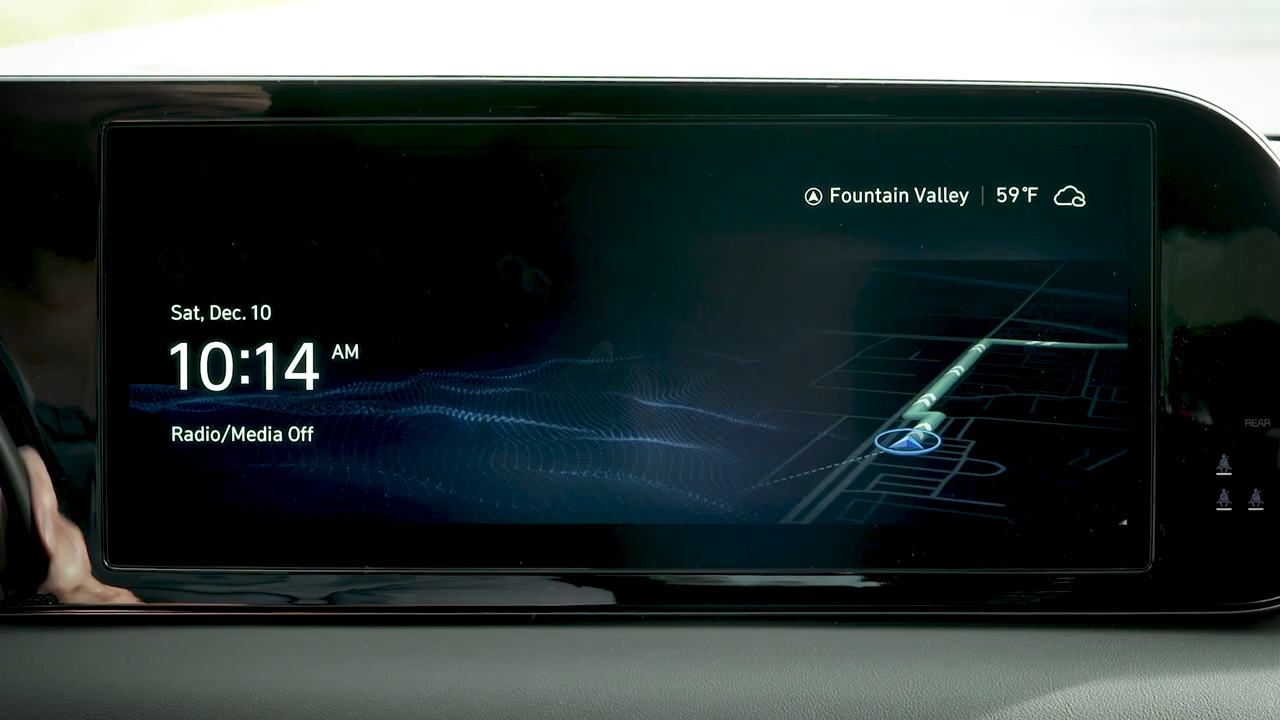 Fountain Valley | 59°F
Sat, Dec. 10
10:14 AM
Radio/Media Off
REAR